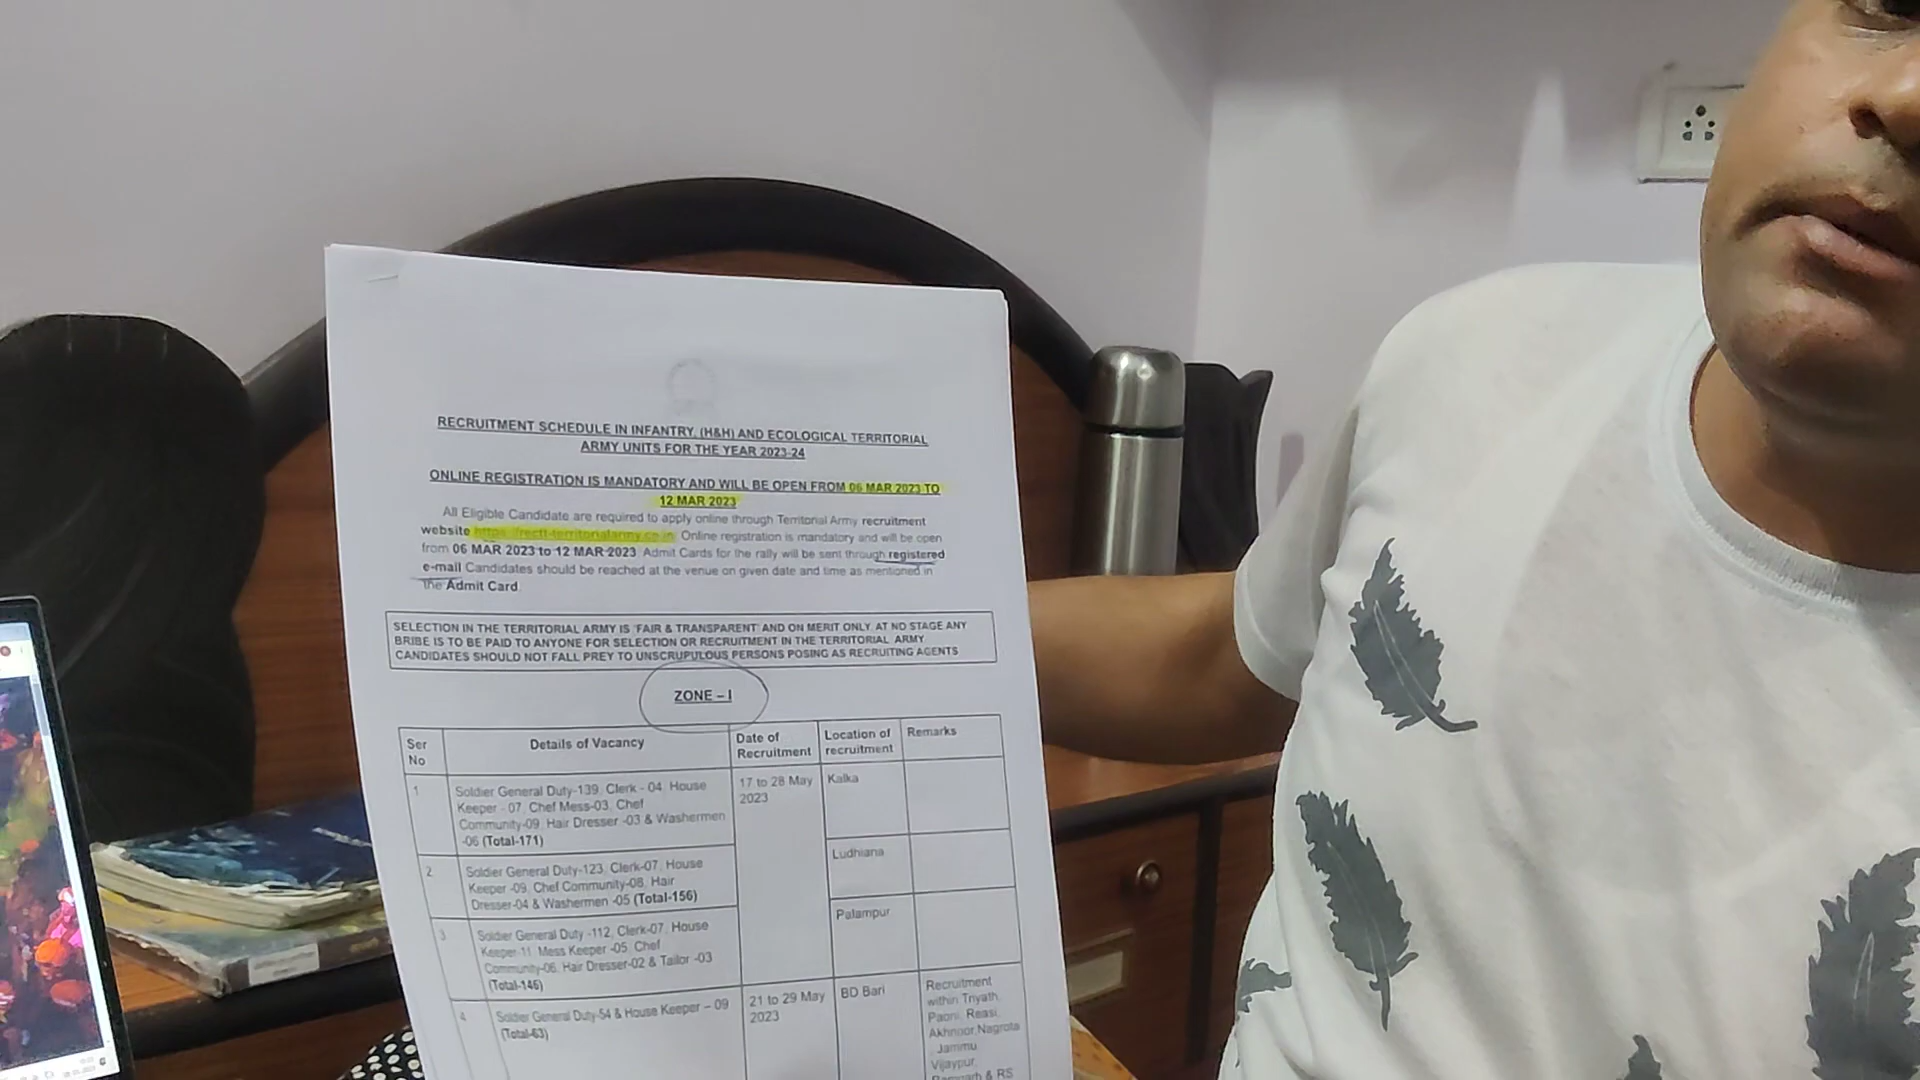 RECRUITMENT SCHEDULE IN INFANTRY, (H&H) AND ECOLOGICAL TERRITORIAL
ARMY UNITS FOR THE YEAR 2023-24
ONLINE REGISTRATION IS MANDATORY AND WILL BE OPEN FROM 06 MAR 2023 TO
12 MAR 2023
All Eligible Candidate are required to apply online through Territorial Army recruitment
website https://rectt-territorialarmy.co.in. Online registration is mandatory and will be open
from 06 MAR 2023 to 12 MAR 2023. Admit Cards for the rally will be sent through registered
e-mail Candidates should be reached at the venue on given date and time as mentioned in
the Admit Card.
SELECTION IN THE TERRITORIAL ARMY IS FAIR & TRANSPARENT AND ON MERIT ONLY. AT NO STAGE ANY
BRIBE IS TO BE PAID TO ANYONE FOR SELECTION OR RECRUITMENT IN THE TERRITORIAL ARMY.
CANDIDATES SHOULD NOT FALL PREY TO UNSCRUPULOUS PERSONS POSING AS RECRUITING AGENTS
ZONE – I
Ser
No
Details of Vacancy
Date of
Recruitment
Location of
recruitment
Remarks
1
Soldier General Duty-139, Clerk - 04, House
Keeper - 07, Chef Mess-03, Chef
Community-09, Hair Dresser -03 & Washermen
-06 (Total-171)
17 to 28 May
2023
Kalka
2
Soldier General Duty-123, Clerk-07, House
Keeper -09, Chef Community-08, Hair
Dresser-04 & Washermen -05 (Total-156)
Ludhiana
3
Soldier General Duty -112, Clerk-07, House
Keeper-11, Mess Keeper -05, Chef
Community-06, Hair Dresser-02 & Tailor -03
(Total-146)
Palampur
4
Soldier General Duty-54 & House Keeper – 09
(Total-63)
21 to 29 May
2023
BD Bari
Recruitment
within Triyath,
Paoni, Reasi,
Akhnoor,Nagrota
, Jammu,
Vijaypur,
Ramgarh & RS